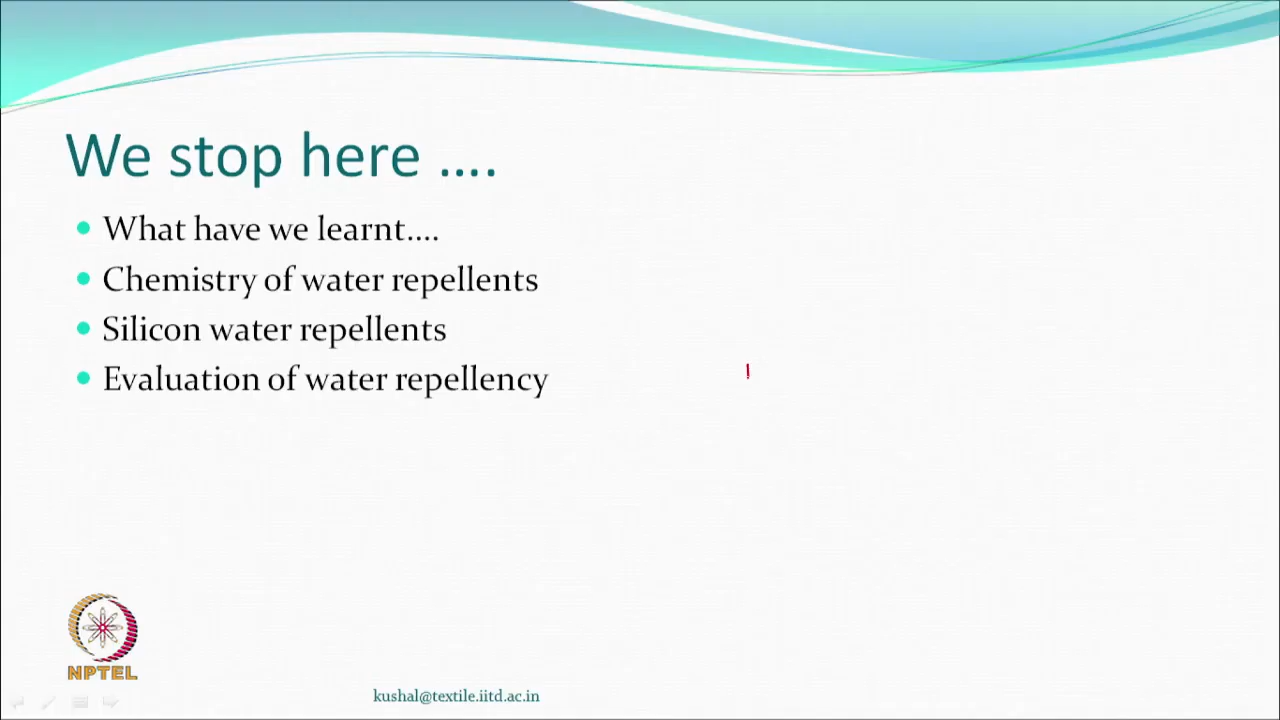 We stop here ....
What have we learnt....
Chemistry of water repellents
Silicon water repellents
Evaluation of water repellency
!
NPTEL
kushal@textile.iitd.ac.in